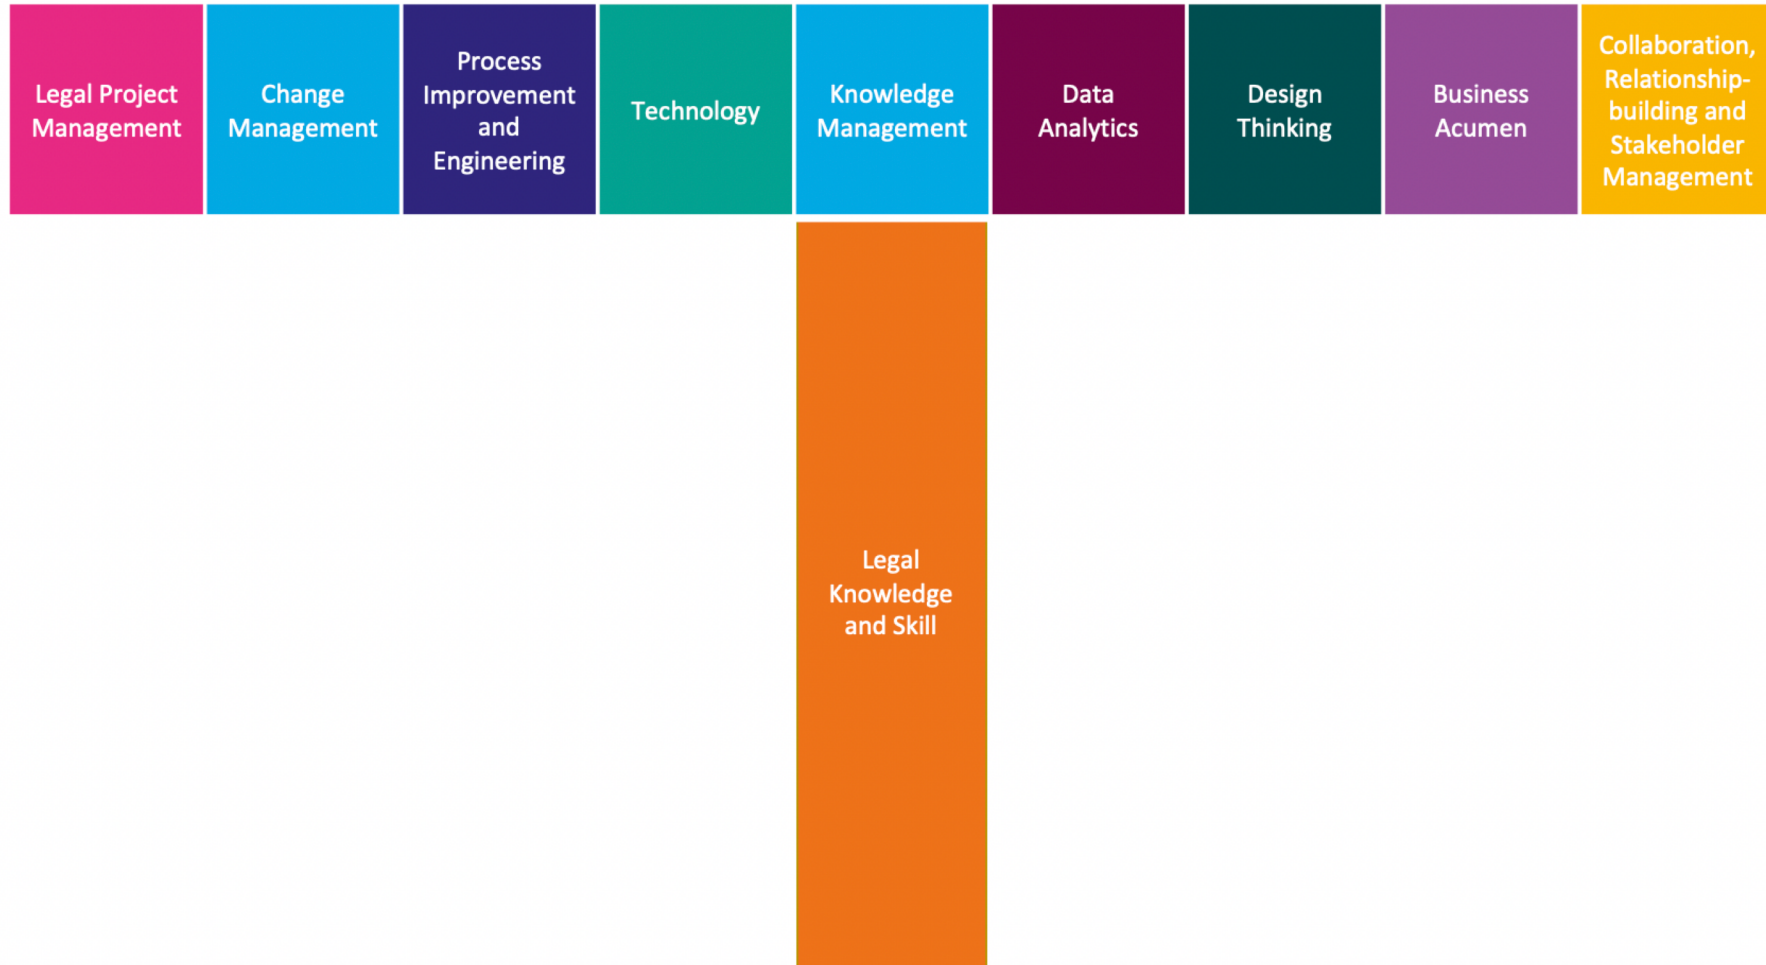 Legal Project
Management
Change
Management
Process
Improvement
and
Engineering
Technology
Knowledge
Management
Data
Analytics
Design
Thinking
Business
Acumen
Collaboration,
Relationship-
building and
Stakeholder
Management
Legal
Knowledge
and Skill